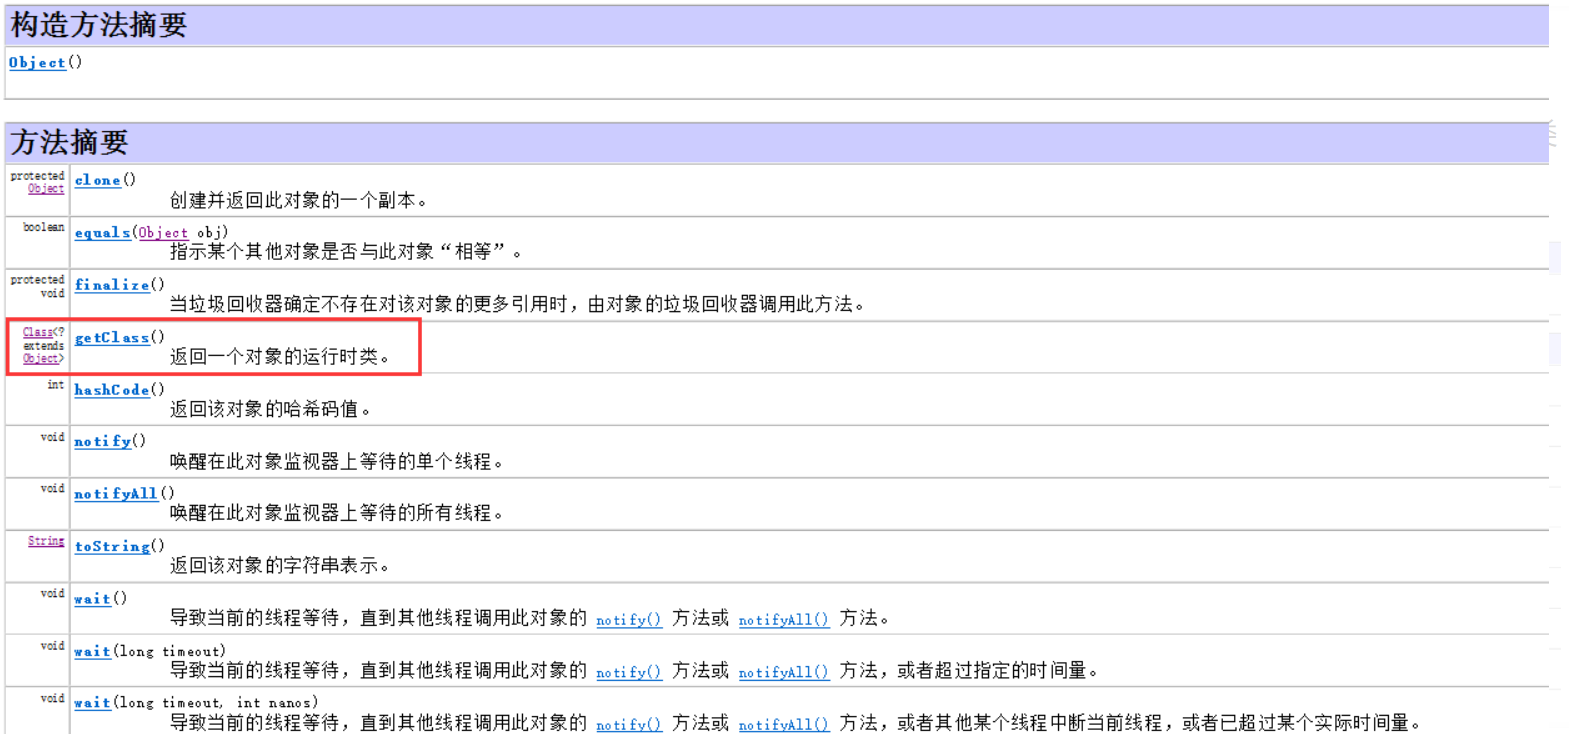 构造方法摘要
Object()
方法摘要
protected Object clone()
创建并返回此对象的一个副本。
boolean equals(Object obj)
指示某个其他对象是否与此对象“相等”。
protected void finalize()
当垃圾回收器确定不存在对该对象的更多引用时，由对象的垃圾回收器调用此方法。
Class<? extends Object> getClass()
返回一个对象的运行时类。
int hashCode()
返回该对象的哈希码值。
void notify()
唤醒在此对象监视器上等待的单个线程。
void notifyAll()
唤醒在此对象监视器上等待的所有线程。
String toString()
返回该对象的字符串表示。
void wait()
导致当前的线程等待，直到其他线程调用此对象的 notify() 方法或 notifyAll() 方法。
void wait(long timeout)
导致当前的线程等待，直到其他线程调用此对象的 notify() 方法或 notifyAll() 方法，或者超过指定的时间量。
void wait(long timeout, int nanos)
导致当前的线程等待，直到其他线程调用此对象的 notify() 方法或 notifyAll() 方法，或者其他某个线程中断当前线程，或者已超过某个实际时间量。